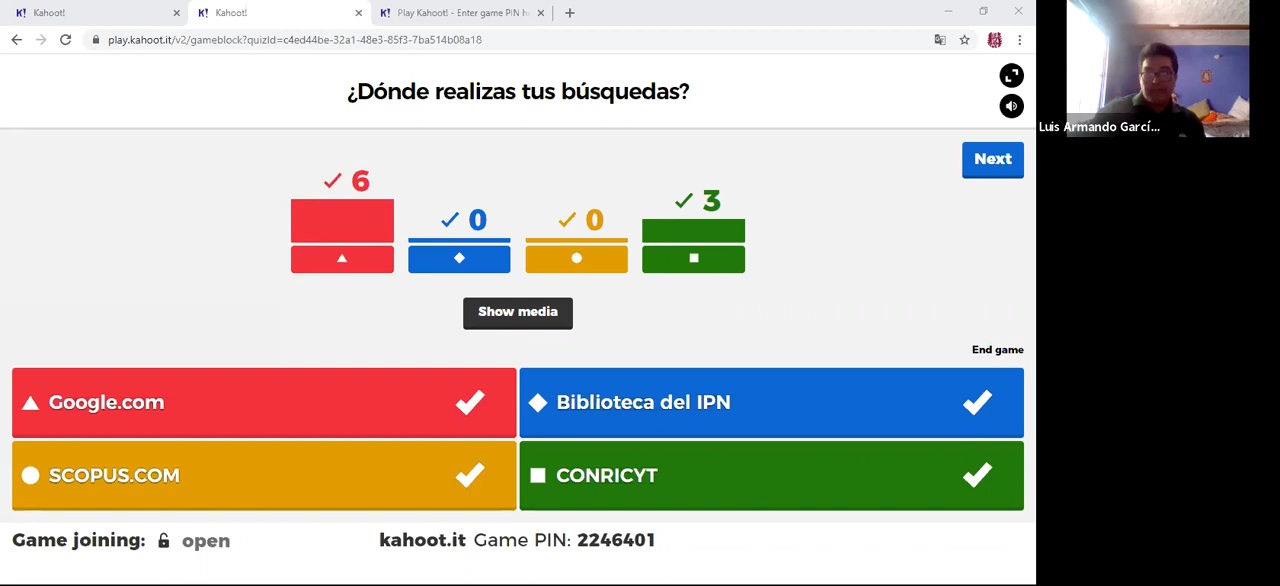 Kahoot!
Kahoot!
Play Kahoot! - Enter game PIN h
play.kahoot.it/v2/gameblock?quizId=c4ed44be-32a1-48e3-85f3-7ba514b08a18
¿Dónde realizas tus búsquedas?
Luis Armando Garcí...
Next
6
0
0
3
Show media
End game
Google.com
Biblioteca del IPN
SCOPUS.COM
CONRICYT
Game joining: open
kahoot.it Game PIN: 2246401